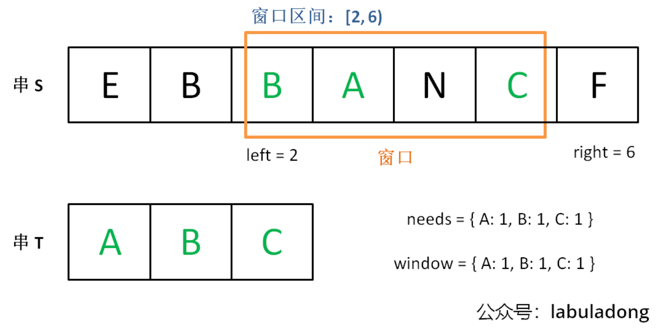 窗口区间：[2, 6)
串 S
E B B A N C F
left = 2
窗口
right = 6
串 T
A B C
needs = { A: 1, B: 1, C: 1 }
window = { A: 1, B: 1, C: 1 }
公众号：labuladong